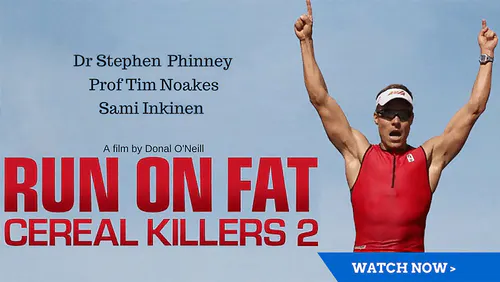 Dr Stephen Phinney
Prof Tim Noakes
Sami Inkinen
A film by Donal O'Neill
RUN ON FAT
CEREAL KILLERS 2
WATCH NOW >